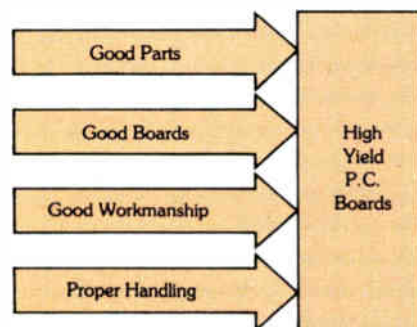 Good Parts
Good Boards
Good Workmanship
Proper Handling
High
Yield
P.C.
Boards